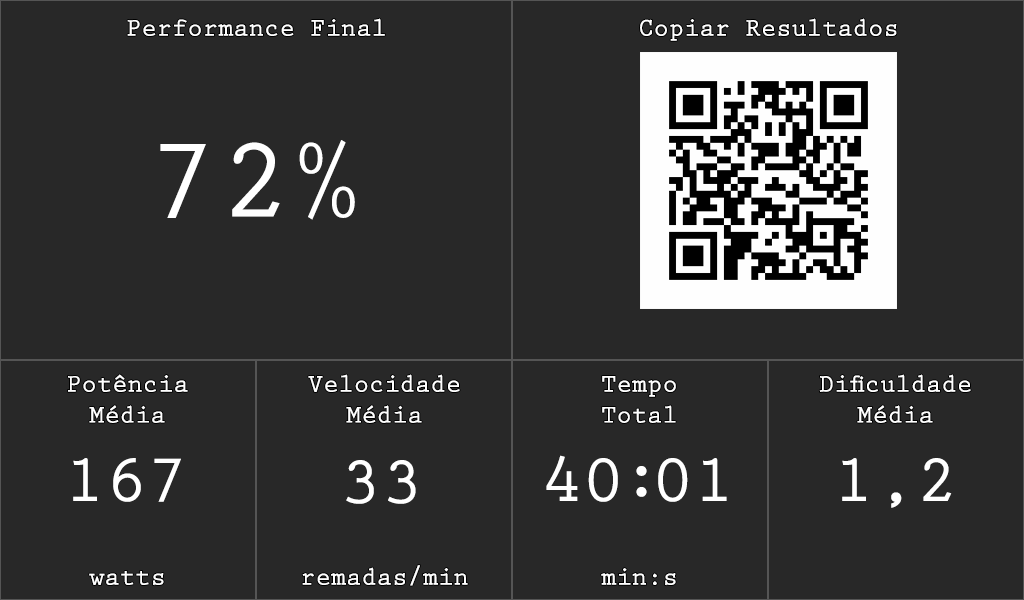 Performance Final
72%
Copiar Resultados
Potência
Média
167
watts
Velocidade
Média
33
remadas/min
Tempo
Total
40:01
min:s
Dificuldade
Média
1,2